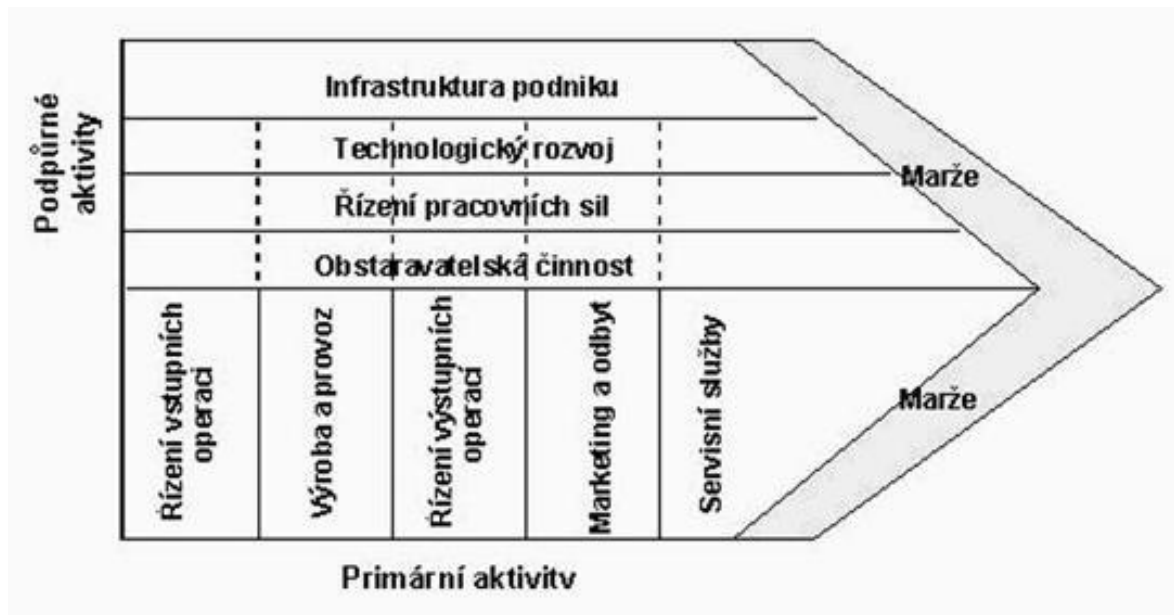 Podpůrné
aktivity
Infrastruktura podniku
Technologický rozvoj
Řízení pracovních sil
Obstaravatelská činnost
Marže
Řízení vstupních
operací
Výroba a provoz
Řízení výstupních
operací
Marketing a odbyt
Servisní služby
Marže
Primární aktivity